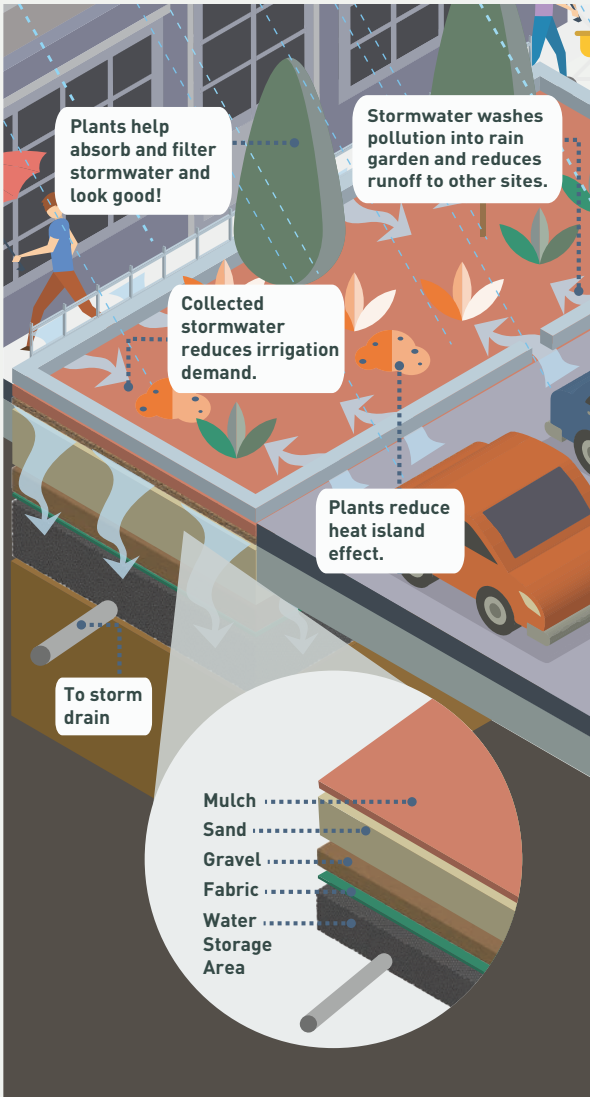 Plants help
absorb and filter
stormwater and
look good!
Stormwater washes
pollution into rain
garden and reduces
runoff to other sites.
Collected
stormwater
reduces irrigation
demand.
Plants reduce
heat island
effect.
To storm
drain
Mulch
Sand
Gravel
Fabric
Water
Storage
Area